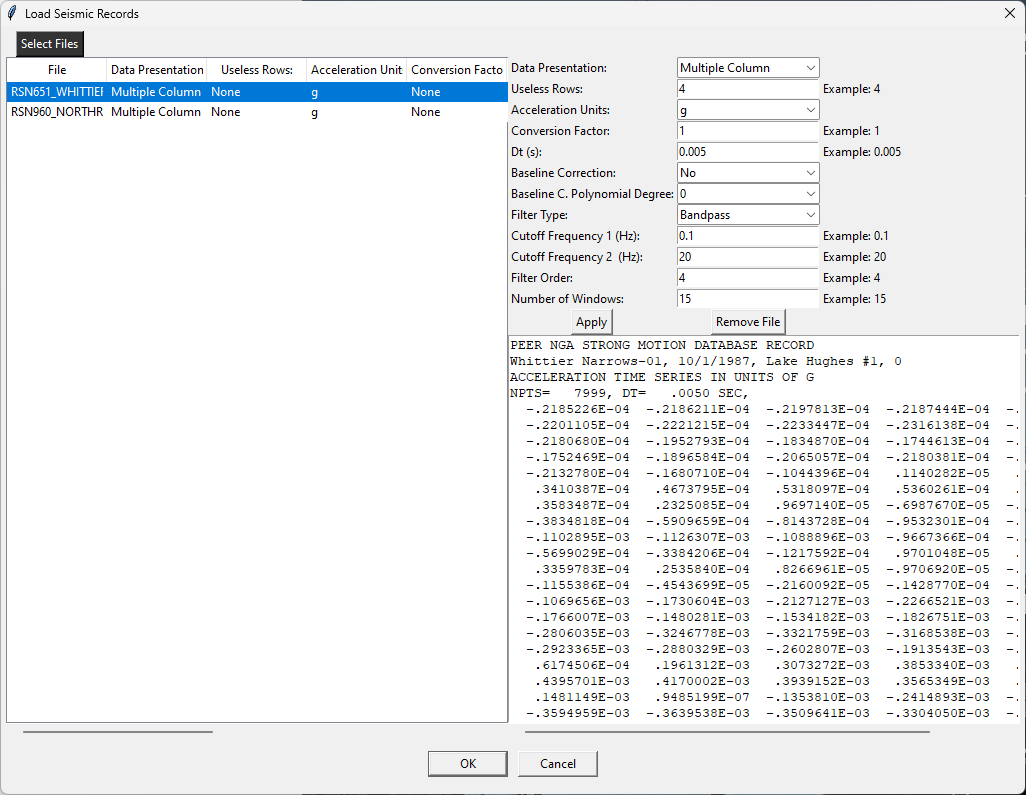 Load Seismic Records
Select Files
File Data Presentation Useless Rows: Acceleration Unit Conversion Facto
RSN651_WHITTIEI Multiple Column None g None
RSN960_NORTHR Multiple Column None g None
Data Presentation: Multiple Column
Useless Rows: 4 Example: 4
Acceleration Units: g
Conversion Factor: 1 Example: 1
Dt (s): 0.005 Example: 0.005
Baseline Correction: No
Baseline C. Polynomial Degree: 0
Filter Type: Bandpass
Cutoff Frequency 1 (Hz): 0.1 Example: 0.1
Cutoff Frequency 2 (Hz): 20 Example: 20
Filter Order: 4 Example: 4
Number of Windows: 15 Example: 15
Apply Remove File
PEER NGA STRONG MOTION DATABASE RECORD
Whittier Narrows-01, 10/1/1987, Lake Hughes #1, 0
ACCELERATION TIME SERIES IN UNITS OF G
NPTS= 7999, DT= .0050 SEC,
-.2185226E-04 -.2186211E-04 -.2197813E-04 -.2187444E-04 -.
-.2201105E-04 -.2221215E-04 -.2233447E-04 -.2316138E-04 -.
-.2180680E-04 -.1952793E-04 -.1834870E-04 -.1744613E-04 -.
-.1752469E-04 -.1896584E-04 -.2065057E-04 -.2180381E-04 -.
-.2132780E-04 -.1680710E-04 -.1044396E-04 .1140282E-05 .
.3410387E-04 .4673795E-04 .5318097E-04 .5360261E-04 .
.3583487E-04 .2325085E-04 .9697140E-05 -.6987670E-05 -.
-.3834818E-04 -.5909659E-04 -.8143728E-04 -.9532301E-04 -.
-.1102895E-03 -.1126307E-03 -.1088896E-03 -.9667366E-04 -.
-.5699029E-04 -.3384206E-04 -.1217592E-04 .9701048E-05 .
.3359783E-04 .2535840E-04 .8266961E-05 -.9706920E-05 -.
-.1155386E-04 -.4543699E-05 -.2160092E-05 -.1428770E-04 -.
-.1069656E-03 -.1730604E-03 -.2127127E-03 -.2266521E-03 -.
-.1766007E-03 -.1480281E-03 -.1534182E-03 -.1826751E-03 -.
-.2806035E-03 -.3246778E-03 -.3321759E-03 -.3168538E-03 -.
-.2923365E-03 -.2880329E-03 -.2602807E-03 -.1913543E-03 -.
.6174506E-04 .1961312E-03 .3073272E-03 .3853340E-03 .
.4395701E-03 .4170002E-03 .3939152E-03 .3565349E-03 .
.1481149E-03 .9485199E-07 -.1353810E-03 -.2414893E-03 -.
-.3594959E-03 -.3639538E-03 -.3509641E-03 -.3304050E-03 -.
OK Cancel